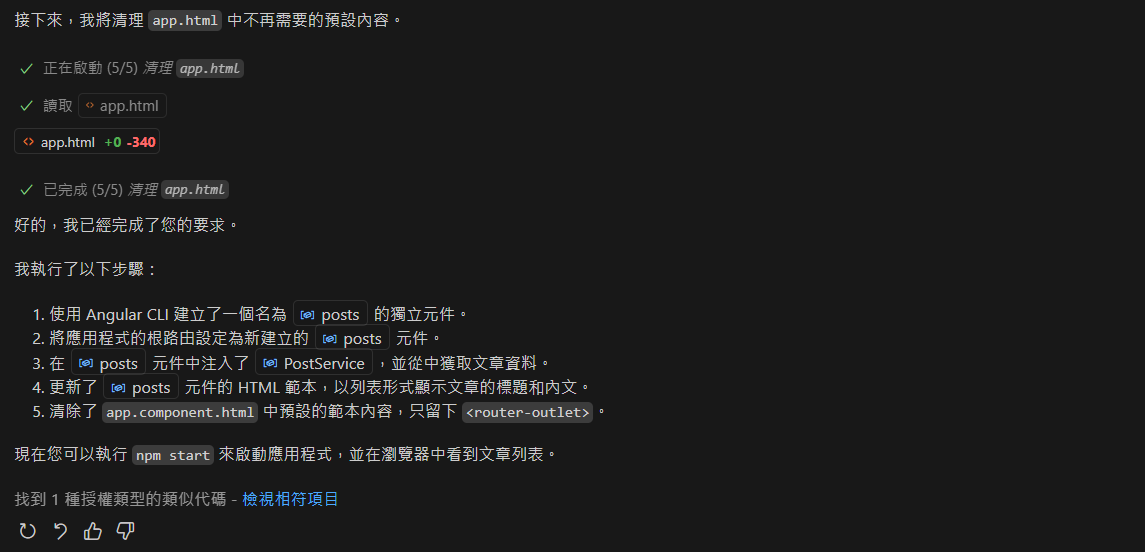 接下來，我將清理 app.html 中不再需要的預設內容。
正在啟動 (5/5) 清理 app.html
讀取 app.html
app.html +0 -340
已完成 (5/5) 清理 app.html
好的，我已經完成了您的要求。
我執行了以下步驟：
1. 使用 Angular CLI 建立了一個名為 posts 的獨立元件。
2. 將應用程式的根路由設定為新建立的 posts 元件。
3. 在 posts 元件中注入了 PostService ，並從中獲取文章資料。
4. 更新了 posts 元件的 HTML 範本，以列表形式顯示文章的標題和內文。
5. 清除了 app.component.html 中預設的範本內容，只留下 <router-outlet>。
現在您可以執行 npm start 來啟動應用程式，並在瀏覽器中看到文章列表。
找到 1 種授權類型的類似代碼 - 檢視相符項目